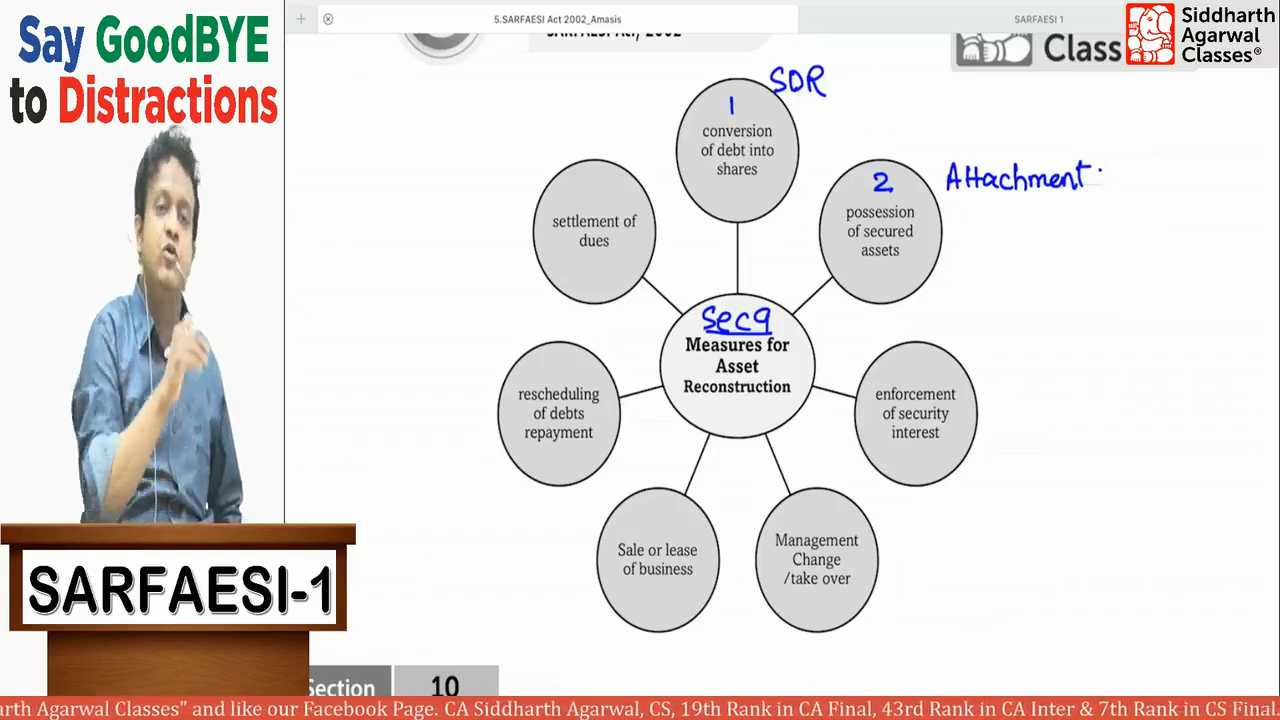 Say GoodBYE
to Distractions
5.SARFAESI Act 2002_Amasis
SARFAESI 1
SARFAESI Act, 2002
Class
Siddharth
Agarwal
Classes®
SDR
1
conversion
of debt into
shares
2
possession
of secured
assets
Attachment.
settlement of
dues
Sec 9
Measures for
Asset
Reconstruction
rescheduling
of debts
repayment
enforcement
of security
interest
Sale or lease
of business
Management
Change
/take over
SARFAESI-1
Section 10
arth Agarwal Classes" and like our Facebook Page. CA Siddharth Agarwal, CS, 19th Rank in CA Final, 43rd Rank in CA Inter & 7th Rank in CS Final.